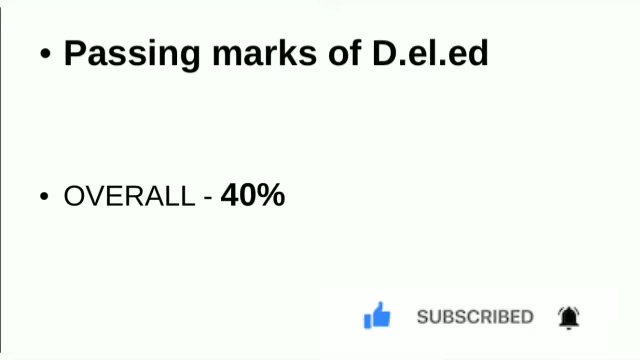 • Passing marks of D.el.ed
• OVERALL - 40%
SUBSCRIBED